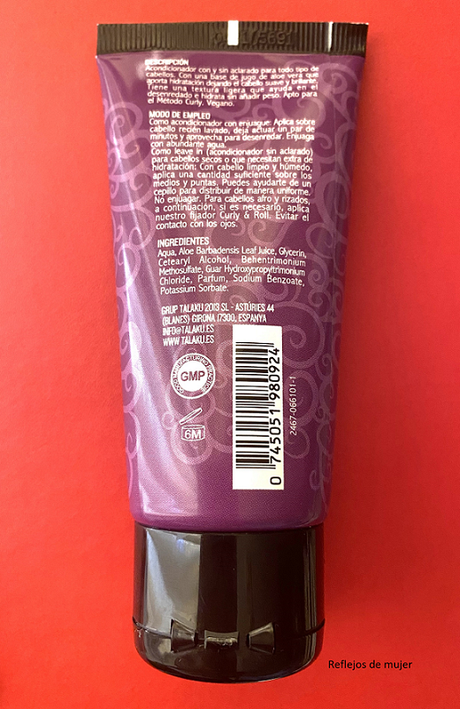 DESCRIPCIÓN
Acondicionador con y sin aclarado para todo tipo de
cabellos. Con una base de jugo de aloe vera que
aporta hidratación dejando el cabello suave y brillante.
Tiene una textura ligera que ayuda en el
desenredado e hidrata sin añadir peso. Apto para
el Método Curly. Vegano.
MODO DE EMPLEO
Como acondicionador con enjuague: Aplica sobre
cabello recién lavado, deja actuar un par de
minutos y aprovecha para desenredar. Enjuaga
con abundante agua.
Como leave in (acondicionador sin aclarado)
para cabellos secos o que necesitan extra de
hidratación: Con cabello limpio y húmedo,
aplica una cantidad suficiente sobre los
medios y puntas. Puedes ayudarte de un
cepillo para distribuir de manera uniforme.
No enjuagar. Para cabellos afro y rizados,
a continuación, si es necesario, aplica
nuestro fijador Curly & Roll. Evitar el
contacto con los ojos.
INGREDIENTES
Aqua, Aloe Barbadensis Leaf Juice, Glycerin,
Cetearyl Alcohol, Behentrimonium
Methosulfate, Guar Hydroxypropyltrimonium
Chloride, Parfum, Sodium Benzoate,
Potassium Sorbate.
GRUP TALAKU 2013 SL - ASTÚRIES 44
(BLANES) GIRONA 17300, ESPANYA
INFO@TALAKU.ES
WWW.TALAKU.ES
GOOD MANUFACTURING PRACTICE
GMP
6M
0 745051 980924
2467-066101-1
Reflejos de mujer